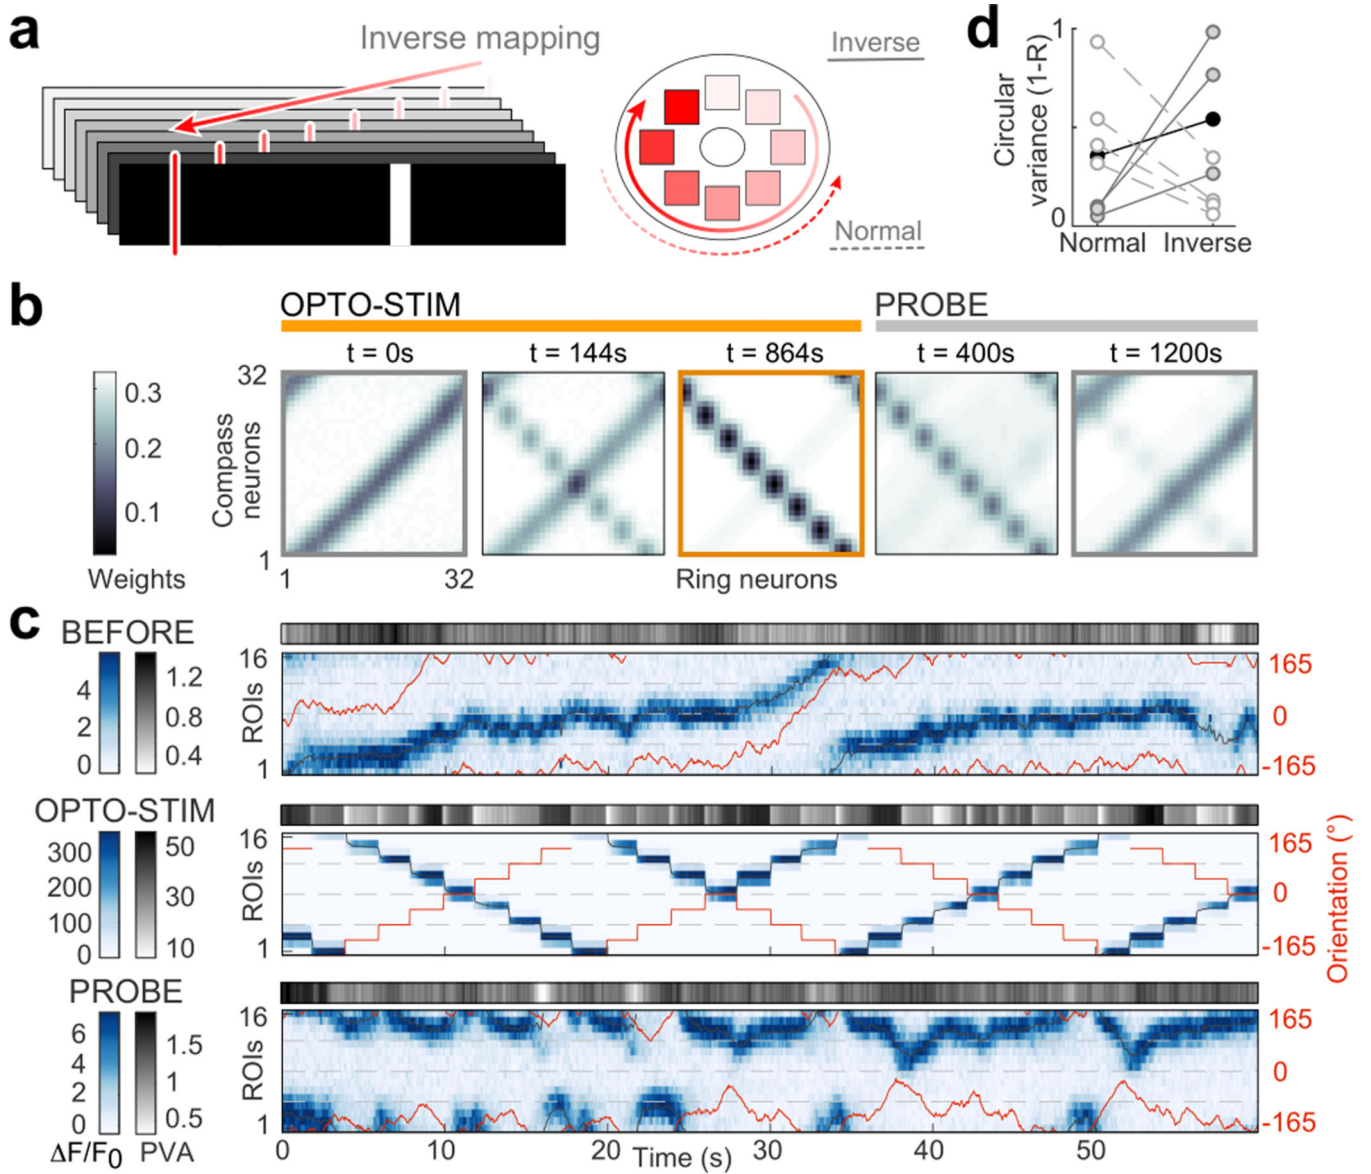 a
Inverse mapping
Inverse
Normal
d
Circular
variance (1-R)
1
0
Normal Inverse
b
OPTO-STIM
PROBE
t = 0s
t = 144s
t = 864s
t = 400s
t = 1200s
0.3
0.2
0.1
Weights
Compass
neurons
32
1
1
32
Ring neurons
c
BEFORE
4
2
0
1.2
0.8
0.4
ROIs
16
1
165
0
-165
OPTO-STIM
300
200
100
0
50
30
10
ROIs
16
1
165
0
-165
Orientation (°)
PROBE
6
4
2
0
1.5
1
0.5
ΔF/F0
PVA
ROIs
16
1
165
0
-165
0
10
20
30
40
50
Time (s)